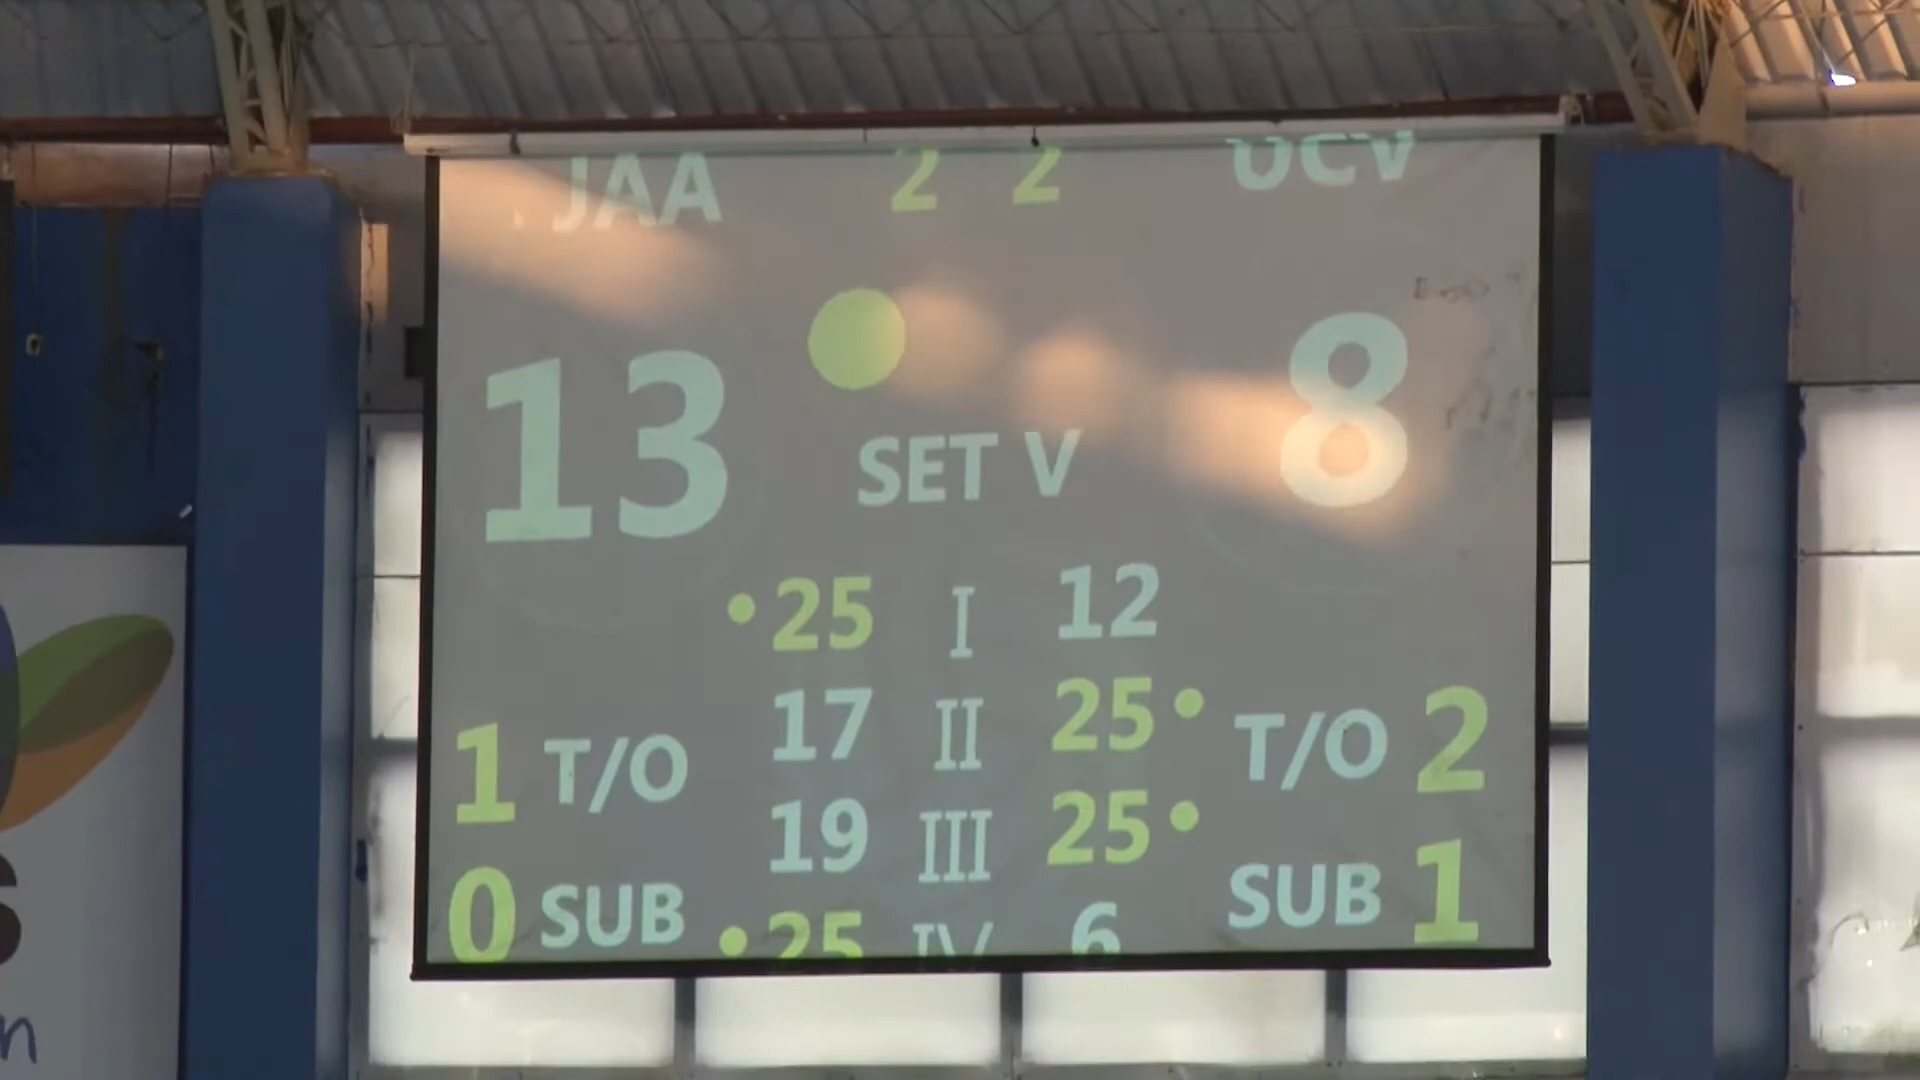 JAA 2 2 UCV
13 8
SET V
25 I 12
17 II 25
1 T/O T/O 2
19 III 25
0 SUB SUB 1
25 IV 6
S
n